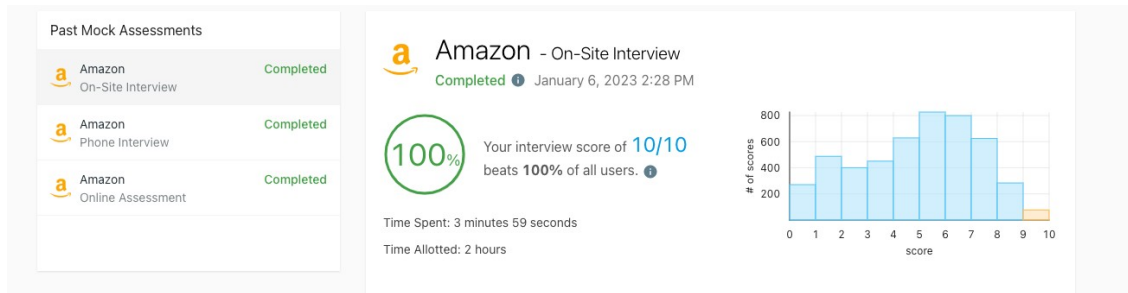 Past Mock Assessments
Amazon Completed
On-Site Interview
Amazon Completed
Phone Interview
Amazon Completed
Online Assessment
a Amazon - On-Site Interview
Completed i January 6, 2023 2:28 PM
100%
Your interview score of 10/10
beats 100% of all users. i
Time Spent: 3 minutes 59 seconds
Time Allotted: 2 hours
# of scores
800
600
400
200
0 1 2 3 4 5 6 7 8 9 10
score